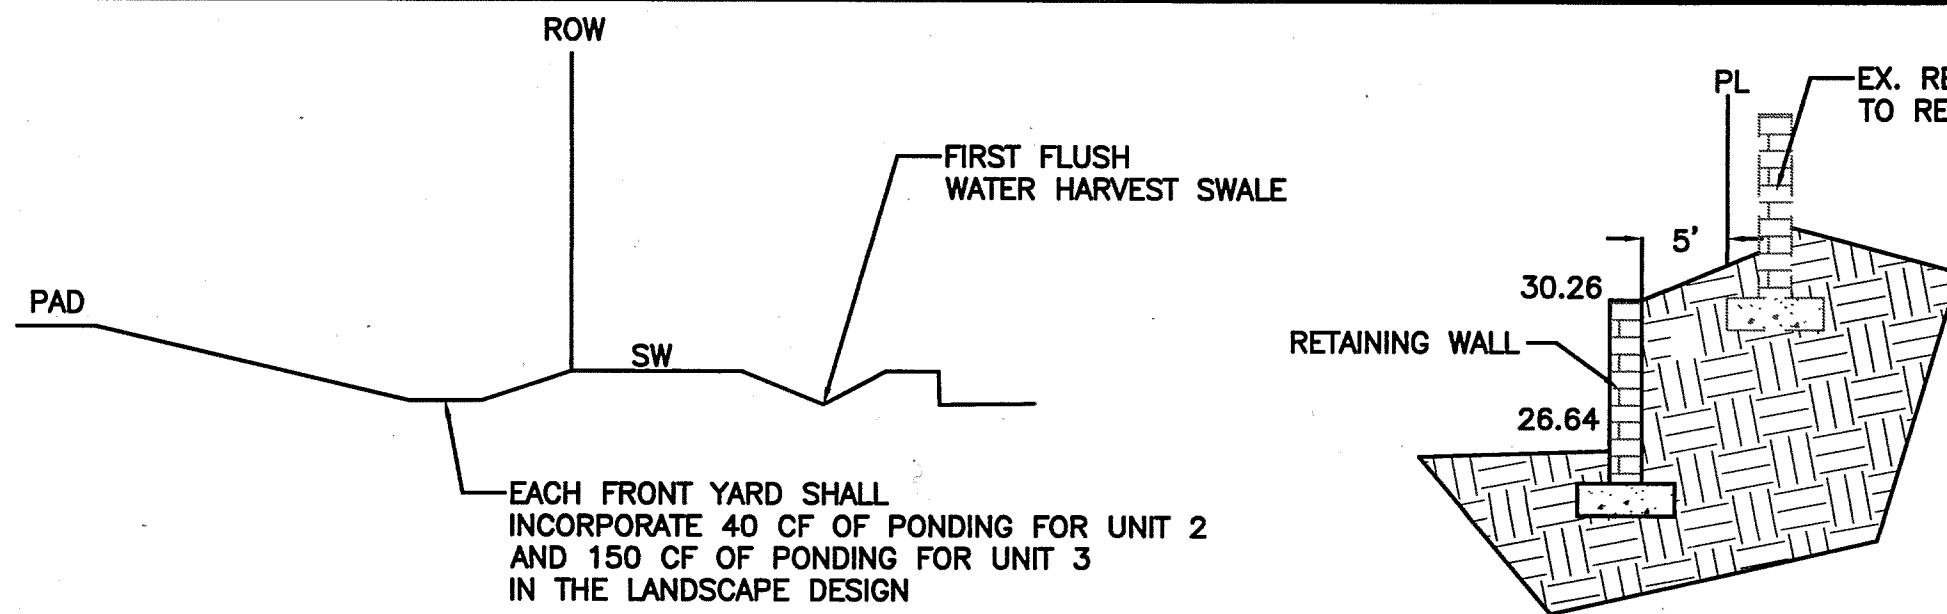 ROW
FIRST FLUSH
WATER HARVEST SWALE
PAD
SW
EACH FRONT YARD SHALL
INCORPORATE 40 CF OF PONDING FOR UNIT 2
AND 150 CF OF PONDING FOR UNIT 3
IN THE LANDSCAPE DESIGN
PL
EX.
TO
5'
30.26
RETAINING WALL
26.64